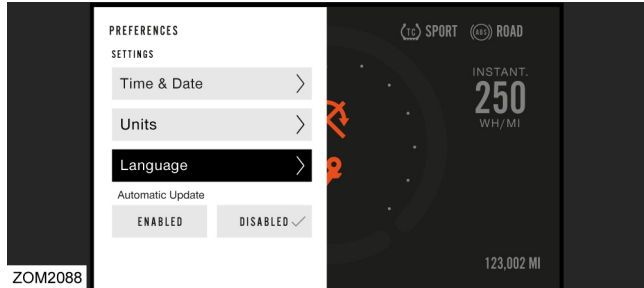 PREFERENCES
SETTINGS
Time & Date
Units
Language
Automatic Update
ENABLED DISABLED
TC SPORT ABS ROAD
INSTANT.
250
WH/MI
123,002 MI
ZOM2088